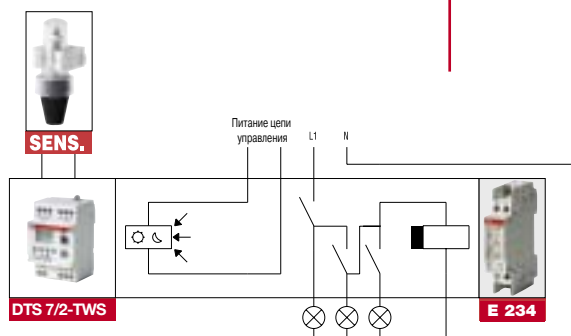 SENS.
Питание цепи
управления
L1
N
DTS 7/2-TWS
E 234